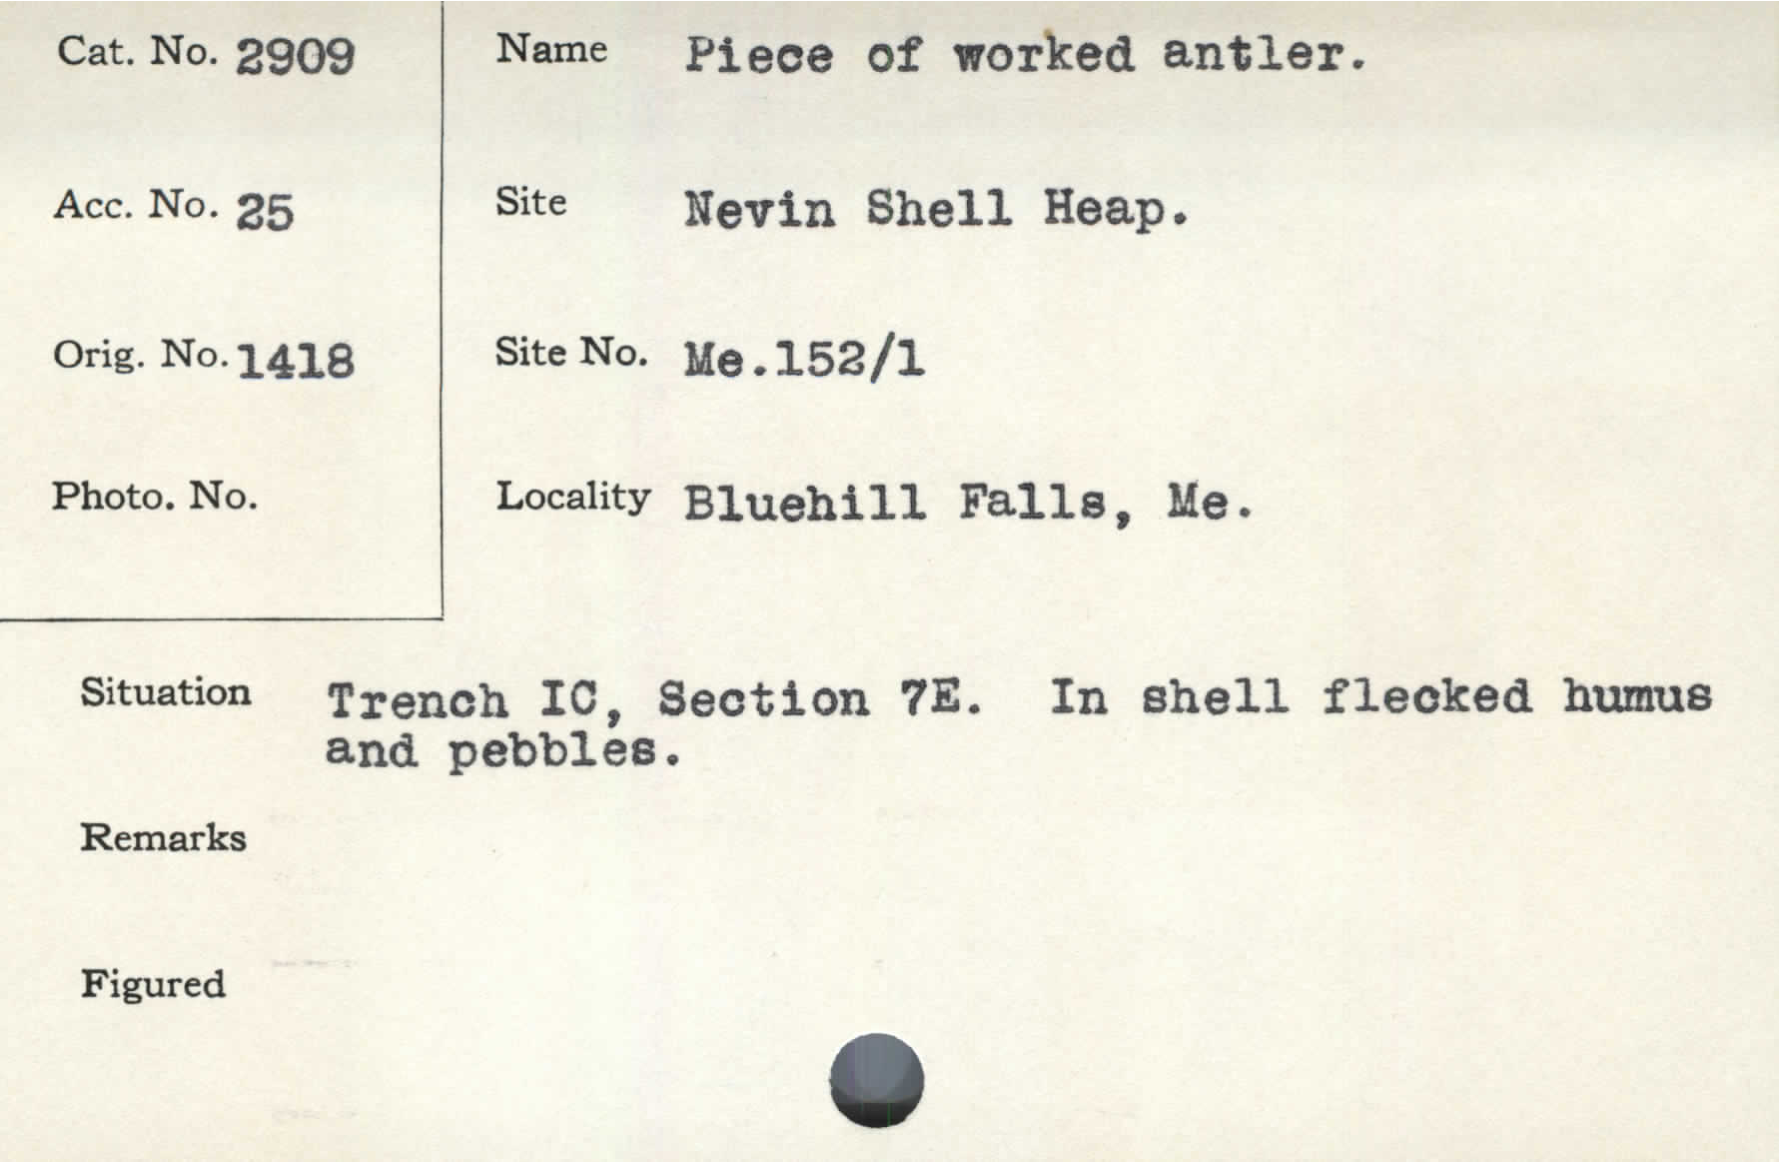 Cat. No. 2909
Name Piece of worked antler.
Acc. No. 25
Site Nevin Shell Heap.
Orig. No. 1418
Site No. Me.152/1
Photo. No.
Locality Bluehill Falls, Me.
Situation Trench IC, Section 7E. In shell flecked humus
and pebbles.
Remarks
Figured